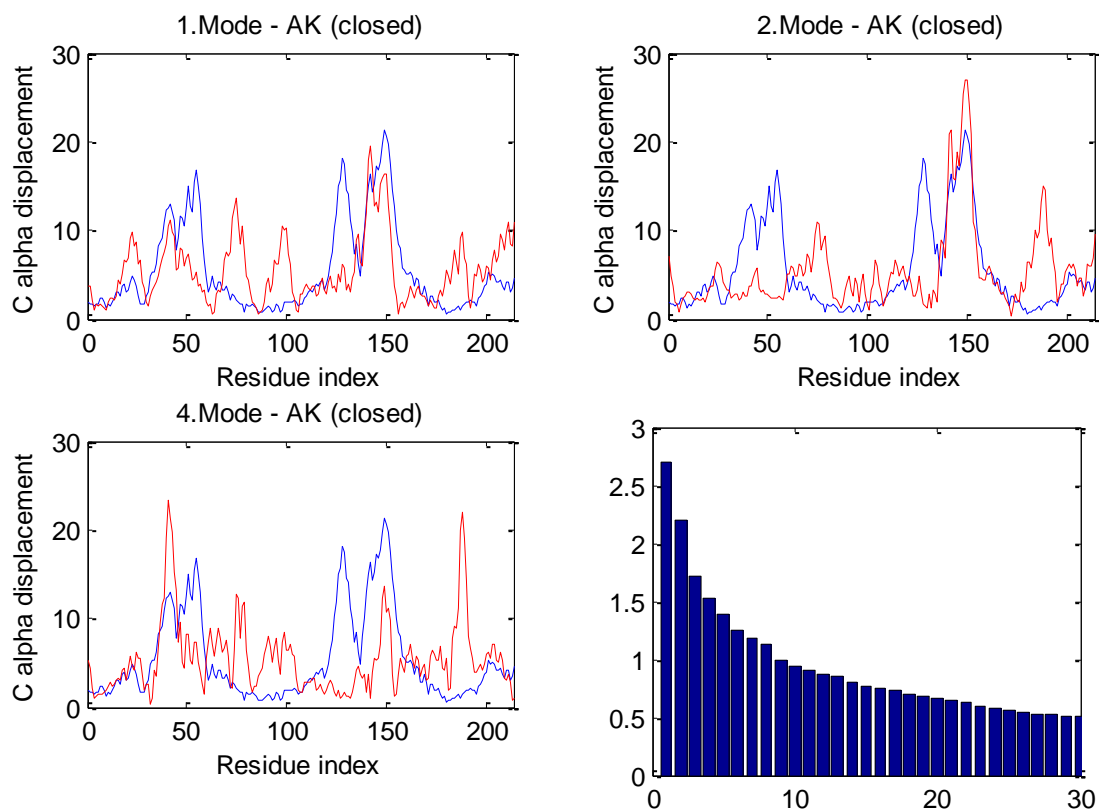 1.Mode - AK (closed)
C alpha displacement
30
20
10
0
0 50 100 150 200
Residue index
2.Mode - AK (closed)
C alpha displacement
30
20
10
0
0 50 100 150 200
Residue index
4.Mode - AK (closed)
C alpha displacement
30
20
10
0
0 50 100 150 200
Residue index
3
2.5
2
1.5
1
0.5
0
0 10 20 30